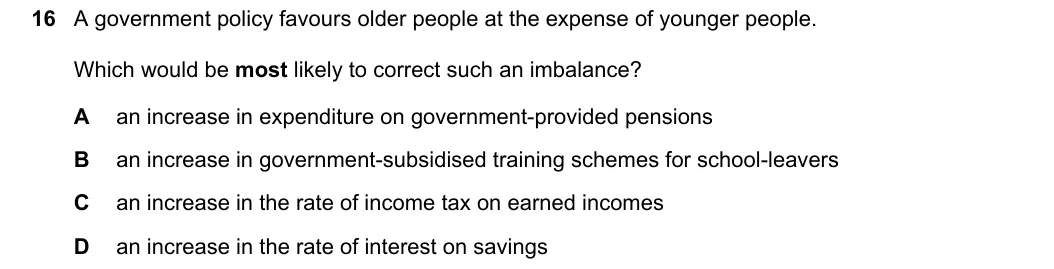 16 A government policy favours older people at the expense of younger people.
Which would be most likely to correct such an imbalance?
A an increase in expenditure on government-provided pensions
B an increase in government-subsidised training schemes for school-leavers
C an increase in the rate of income tax on earned incomes
D an increase in the rate of interest on savings